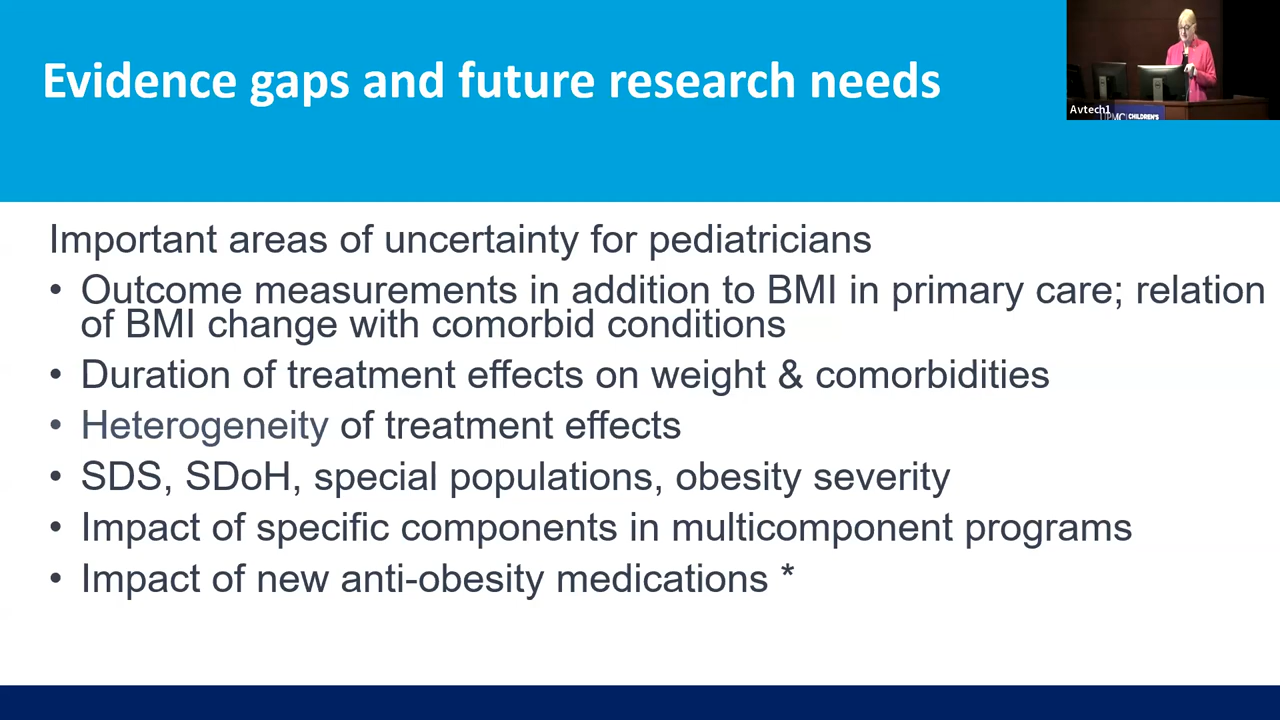 Evidence gaps and future research needs
Avtech1
UPMC CHILDREN'S
Important areas of uncertainty for pediatricians
• Outcome measurements in addition to BMI in primary care; relation
of BMI change with comorbid conditions
• Duration of treatment effects on weight & comorbidities
• Heterogeneity of treatment effects
• SDS, SDoH, special populations, obesity severity
• Impact of specific components in multicomponent programs
• Impact of new anti-obesity medications *